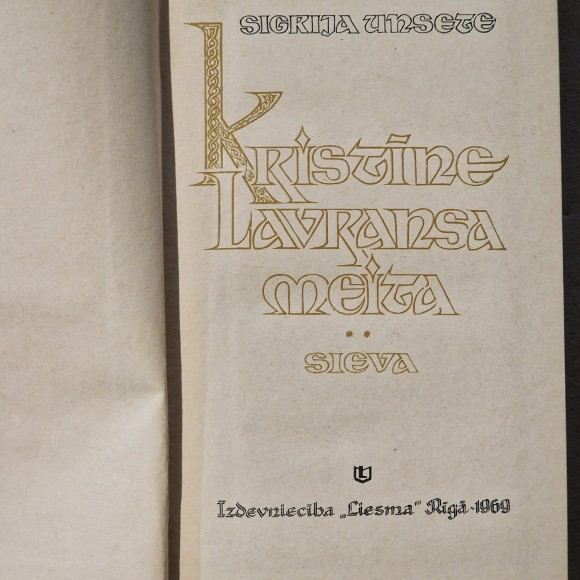 SIGRIJA UNSETE
KRISTĪNE
LAVRANSA
MEITA
* *
SIEVA
Izdevniecība „Liesma" Rīgā · 1969